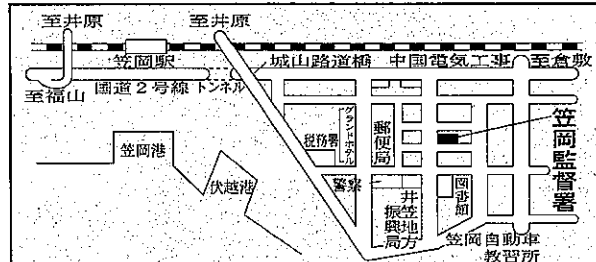 至井原
至井原
笠岡駅
城山路道橋
中国電気工事
至倉敷
至福山
国道2号線
トンネル
笠岡港
伏越港
税務署
グランドホテル
郵便局
警察
井笠地方
振興局
図書館
笠岡監督署
笠岡自動車
教習所